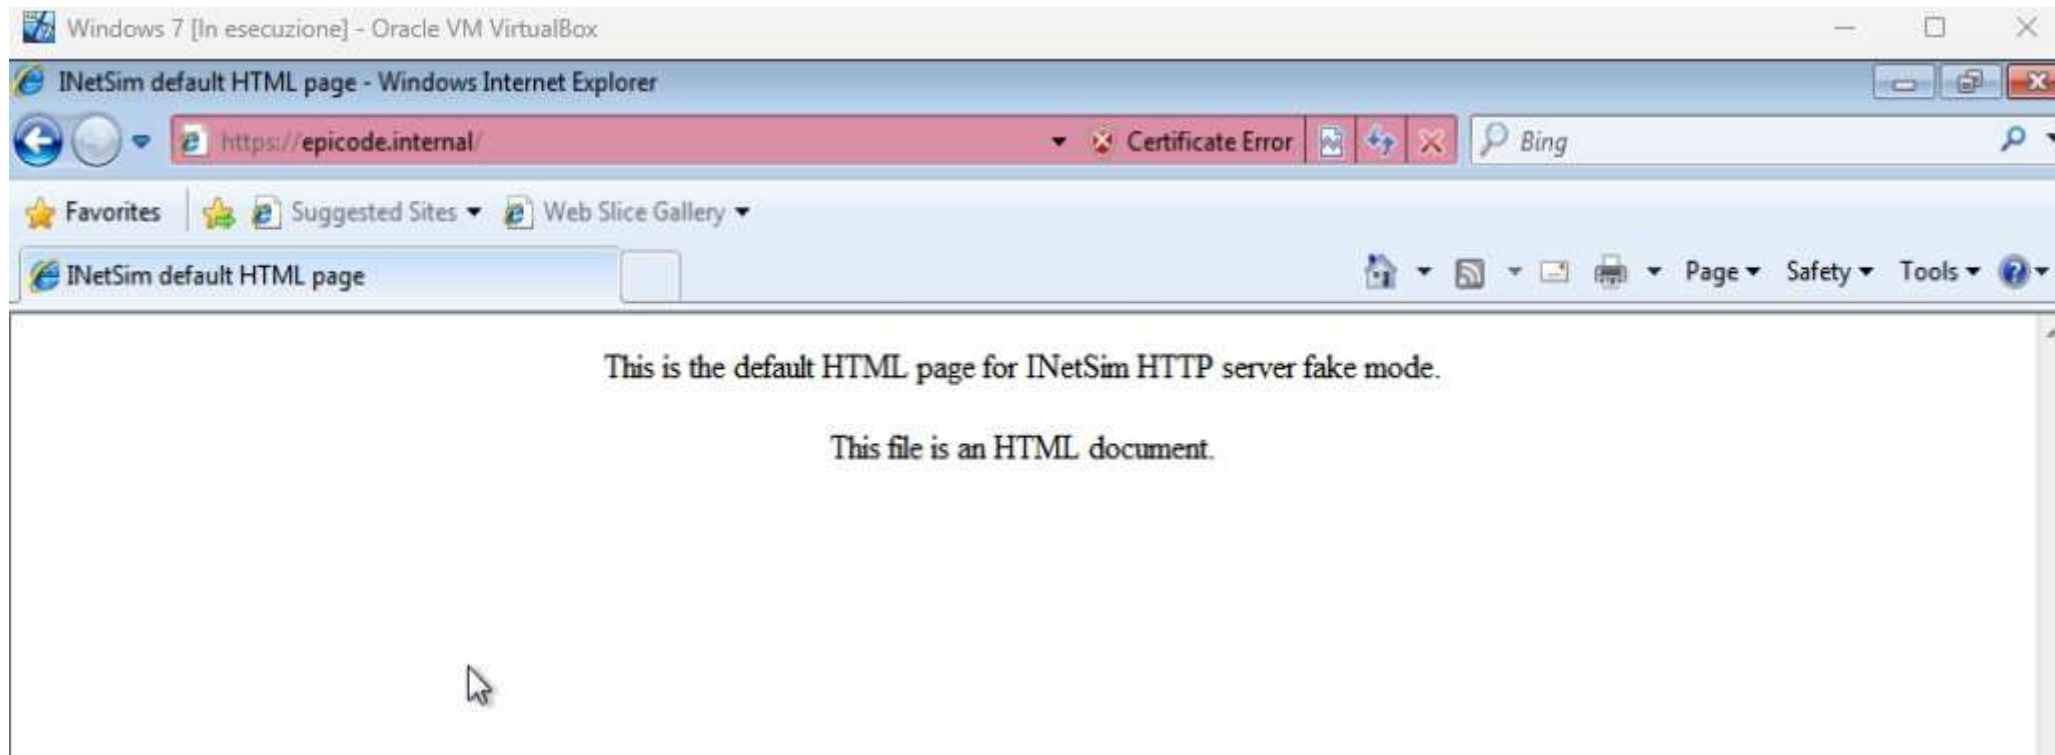 Windows 7 [In esecuzione] - Oracle VM VirtualBox
INetSim default HTML page - Windows Internet Explorer
https://epicode.internal/ Certificate Error Bing
Favorites Suggested Sites Web Slice Gallery
INetSim default HTML page Page Safety Tools
This is the default HTML page for INetSim HTTP server fake mode.
This file is an HTML document.